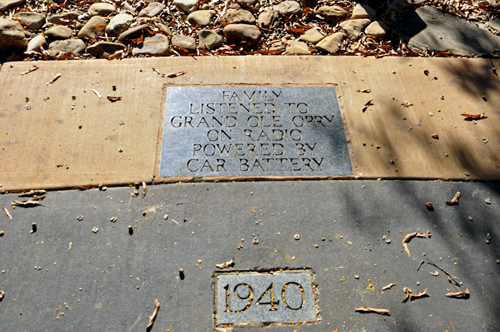 FAMILY
LISTENED TO
GRAND OLE OPRY
ON RADIO
POWERED BY
CAR BATTERY
1940